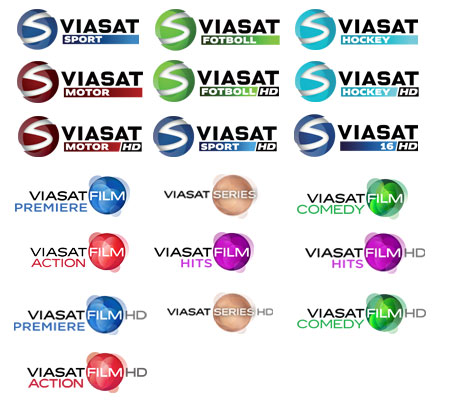 VIASAT VIASAT VIASAT
SPORT FOTBOLL HOCKEY
VIASAT VIASAT VIASAT
MOTOR FOTBOLL HD HOCKEY HD
VIASAT VIASAT VIASAT
MOTOR HD SPORT HD 16 HD
VIASAT FILM VIASAT SERIES VIASAT FILM
PREMIERE COMEDY
VIASAT FILM VIASAT FILM VIASAT FILM HD
ACTION HITS HITS
VIASAT FILM HD VIASAT SERIES HD VIASAT FILM HD
PREMIERE COMEDY
VIASAT FILM HD
ACTION